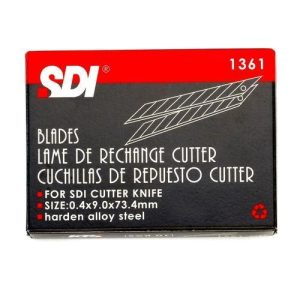 SDI®
1361
BLADES
LAME DE RECHANGE CUTTER
CUCHILLAS DE REPUESTO CUTTER
• FOR SDI CUTTER KNIFE
• SIZE:0.4x9.0x73.4mm
• harden alloy steel